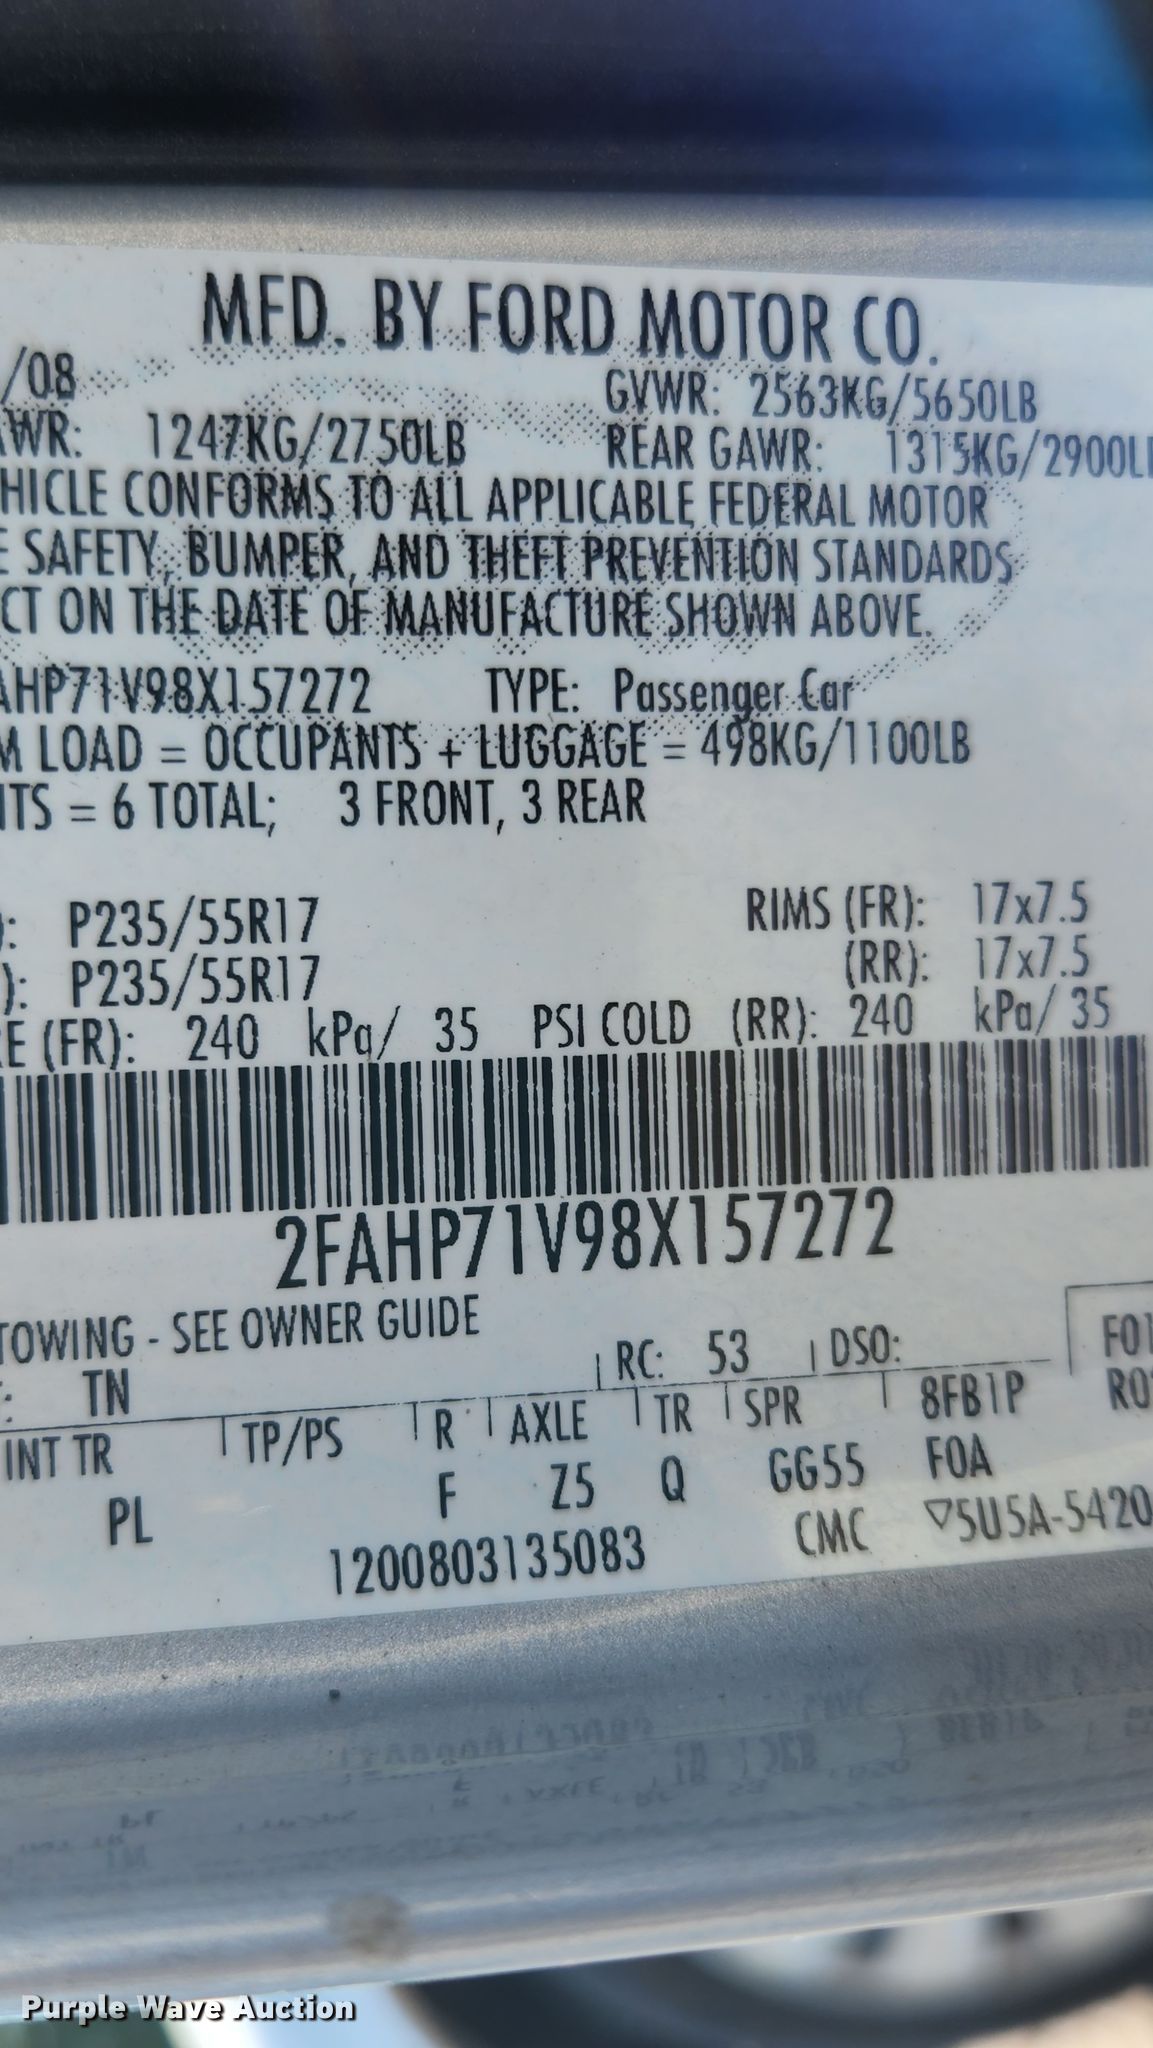 MFD. BY FORD MOTOR CO.
/08 GVWR: 2563KG/5650LB
WR: 1247KG/2750LB REAR GAWR: 1315KG/2900L
HICLE CONFORMS TO ALL APPLICABLE FEDERAL MOTOR
E SAFETY, BUMPER, AND THEFT PREVENTION STANDARDS
CT ON THE DATE OF MANUFACTURE SHOWN ABOVE.
AHP71V98X157272 TYPE: Passenger Car
M LOAD = OCCUPANTS + LUGGAGE = 498KG/1100LB
NTS = 6 TOTAL; 3 FRONT, 3 REAR
): P235/55R17 RIMS (FR): 17x7.5
): P235/55R17 (RR): 17x7.5
RE (FR): 240 kPa/ 35 PSI COLD (RR): 240 kPa/ 35
2FAHP71V98X157272
TOWING - SEE OWNER GUIDE
: TN RC: 53 DSO: F01
INT TR TP/PS R AXLE TR SPR 8FB1P R0
PL F Z5 Q GG55 F0A
1200803135083 CMC ▽5U5A-5420
Purple Wave Auction